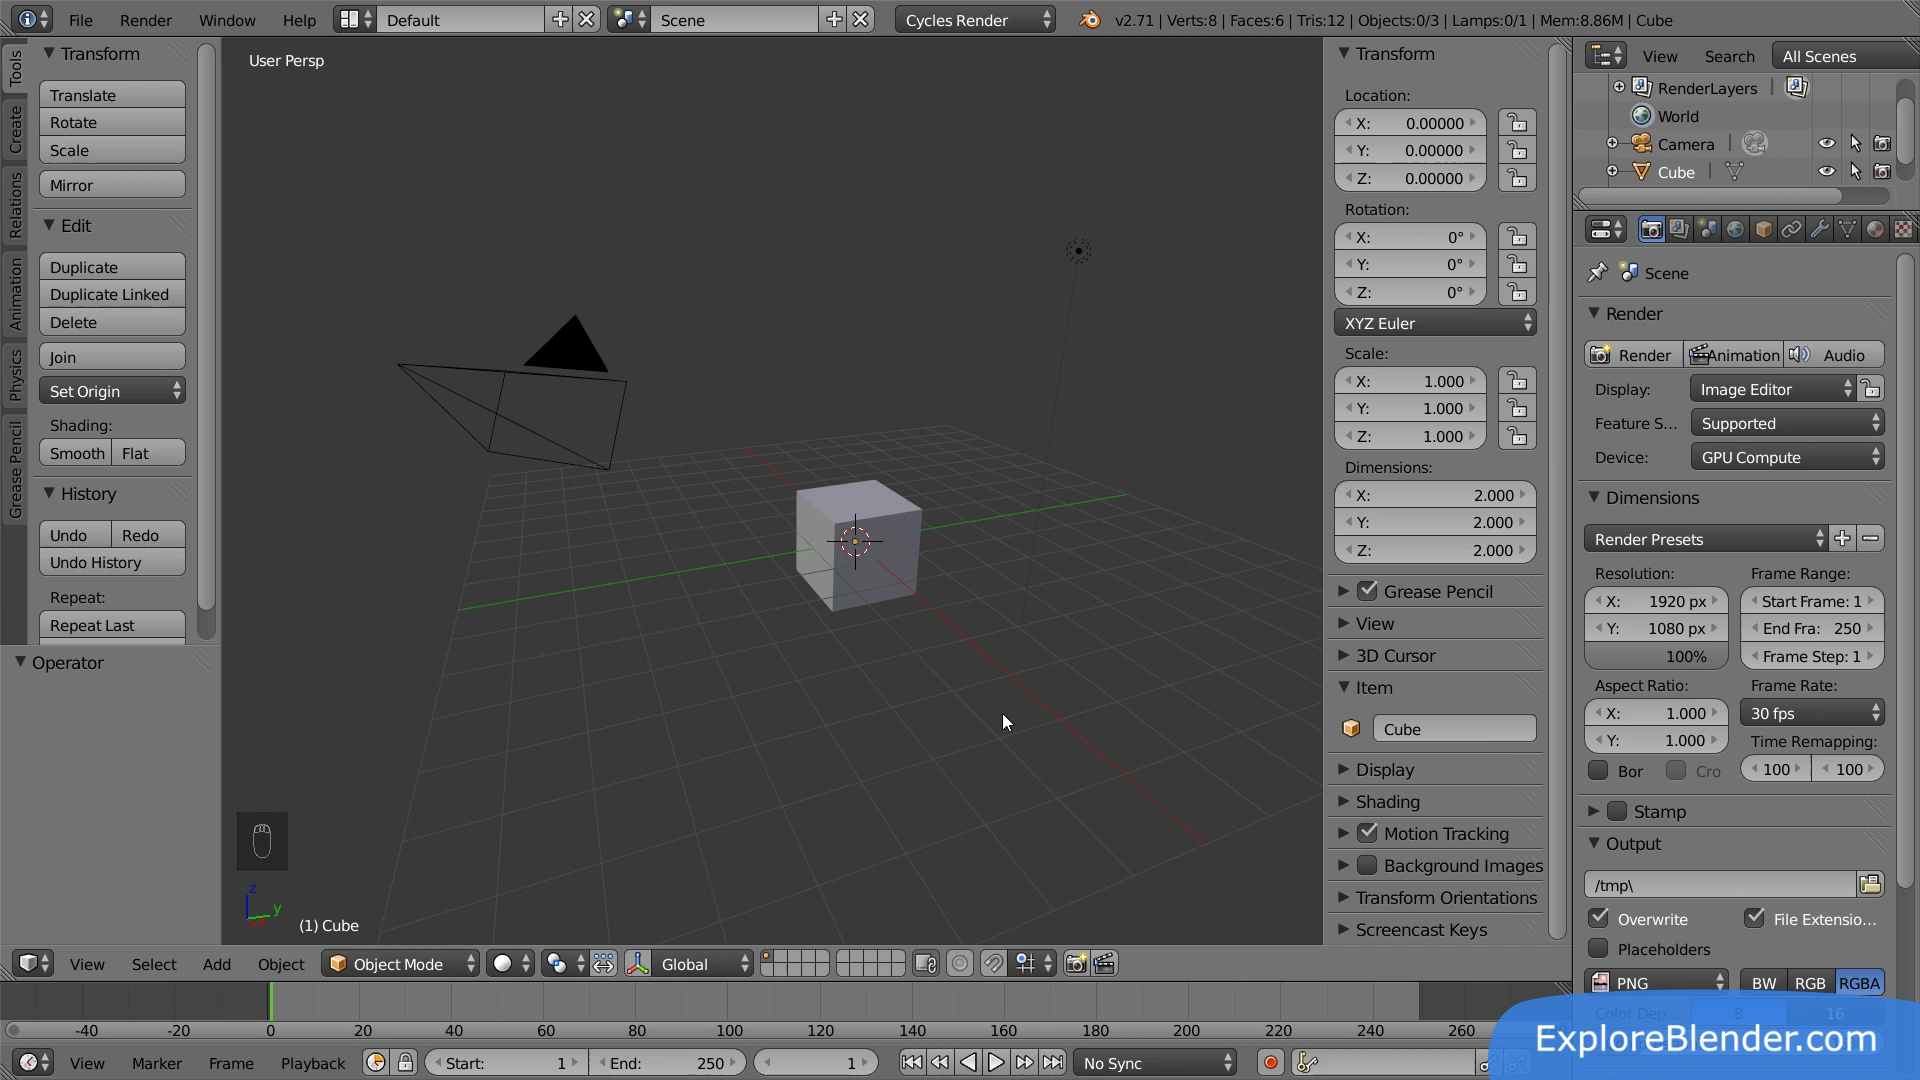 File Render Window Help Default Scene Cycles Render v2.71 | Verts:8 | Faces:6 | Tris:12 | Objects:0/3 | Lamps:0/1 | Mem:8.86M | Cube
Tools
Create
Relations
Animation
Physics
Grease Pencil
Transform
Translate
Rotate
Scale
Mirror
Edit
Duplicate
Duplicate Linked
Delete
Join
Set Origin
Shading:
Smooth Flat
History
Undo Redo
Undo History
Repeat:
Repeat Last
Operator
User Persp
z
y
(1) Cube
Transform
Location:
X: 0.00000
Y: 0.00000
Z: 0.00000
Rotation:
X: 0°
Y: 0°
Z: 0°
XYZ Euler
Scale:
X: 1.000
Y: 1.000
Z: 1.000
Dimensions:
X: 2.000
Y: 2.000
Z: 2.000
Grease Pencil
View
3D Cursor
Item
Cube
Display
Shading
Motion Tracking
Background Images
Transform Orientations
Screencast Keys
View Search All Scenes
RenderLayers
World
Camera
Cube
Scene
Render
Render Animation Audio
Display: Image Editor
Feature S... Supported
Device: GPU Compute
Dimensions
Render Presets
Resolution: Frame Range:
X: 1920 px Start Frame: 1
Y: 1080 px End Fra: 250
100% Frame Step: 1
Aspect Ratio: Frame Rate:
X: 1.000 30 fps
Y: 1.000 Time Remapping:
Bor Cro 100 100
Stamp
Output
/tmp\
Overwrite File Extensio...
Placeholders
PNG BW RGB RGBA
Color Dep... 8 16
ExploreBlender.com
View Select Add Object Object Mode Global
-40 -20 0 20 40 60 80 100 120 140 160 180 200 220 240 260
View Marker Frame Playback Start: 1 End: 250 1 No Sync